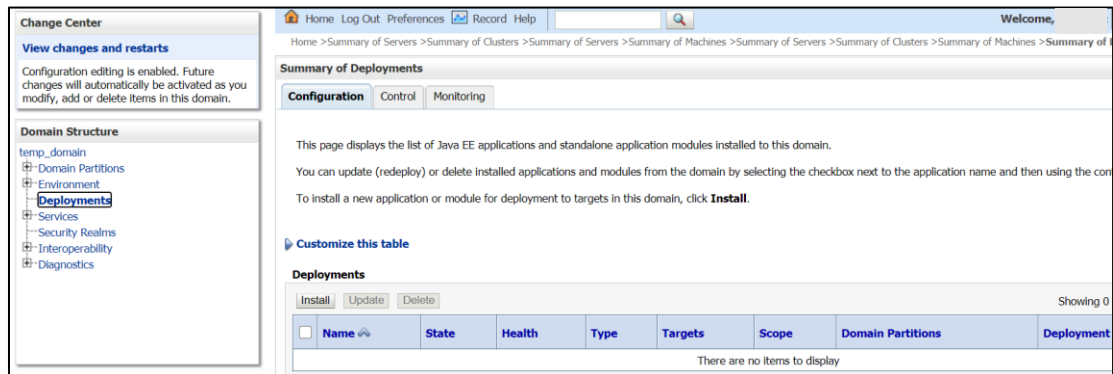 Change Center
View changes and restarts
Configuration editing is enabled. Future
changes will automatically be activated as you
modify, add or delete items in this domain.
Domain Structure
temp_domain
Domain Partitions
Environment
Deployments
Services
Security Realms
Interoperability
Diagnostics
Home Log Out Preferences Record Help
Welcome,
Home >Summary of Servers >Summary of Clusters >Summary of Servers >Summary of Machines >Summary of Servers >Summary of Clusters >Summary of Machines >Summary of
Summary of Deployments
Configuration Control Monitoring
This page displays the list of Java EE applications and standalone application modules installed to this domain.
You can update (redeploy) or delete installed applications and modules from the domain by selecting the checkbox next to the application name and then using the
To install a new application or module for deployment to targets in this domain, click Install.
Customize this table
Deployments
Install Update Delete Showing 0
Name State Health Type Targets Scope Domain Partitions Deployment
There are no items to display